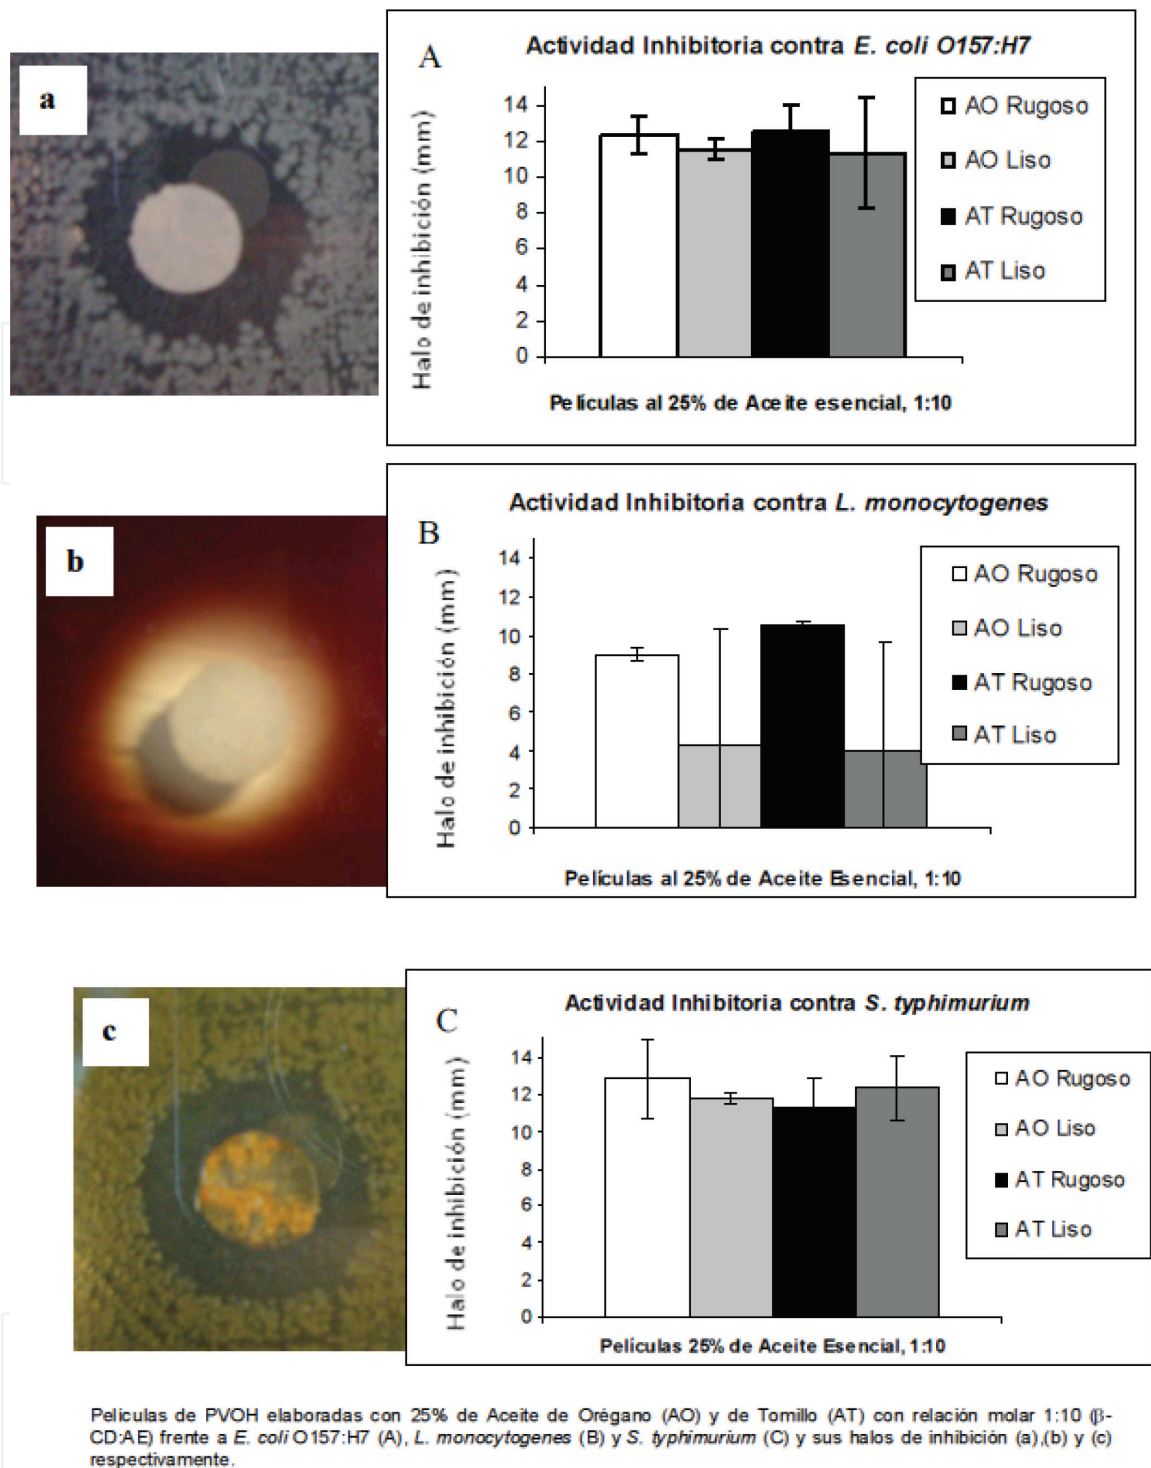 a
A
Actividad Inhibitoria contra E. coli O157:H7
Halo de inhibición (mm)
14
12
10
8
6
4
2
0
AO Rugoso
AO Liso
AT Rugoso
AT Liso
Películas al 25% de Aceite esencial, 1:10
b
B
Actividad Inhibitoria contra L. monocytogenes
Halo de inhibición (mm)
14
12
10
8
6
4
2
0
AO Rugoso
AO Liso
AT Rugoso
AT Liso
Películas al 25% de Aceite Esencial, 1:10
c
C
Actividad Inhibitoria contra S. typhimurium
Halo de inhibición (mm)
14
12
10
8
6
4
2
0
AO Rugoso
AO Liso
AT Rugoso
AT Liso
Películas 25% de Aceite Esencial, 1:10
Películas de PVOH elaboradas con 25% de Aceite de Orégano (AO) y de Tomillo (AT) con relación molar 1:10 (β-
CD:AE) frente a E. coli O157:H7 (A), L. monocytogenes (B) y S. typhimurium (C) y sus halos de inhibición (a),(b) y (c)
respectivamente.